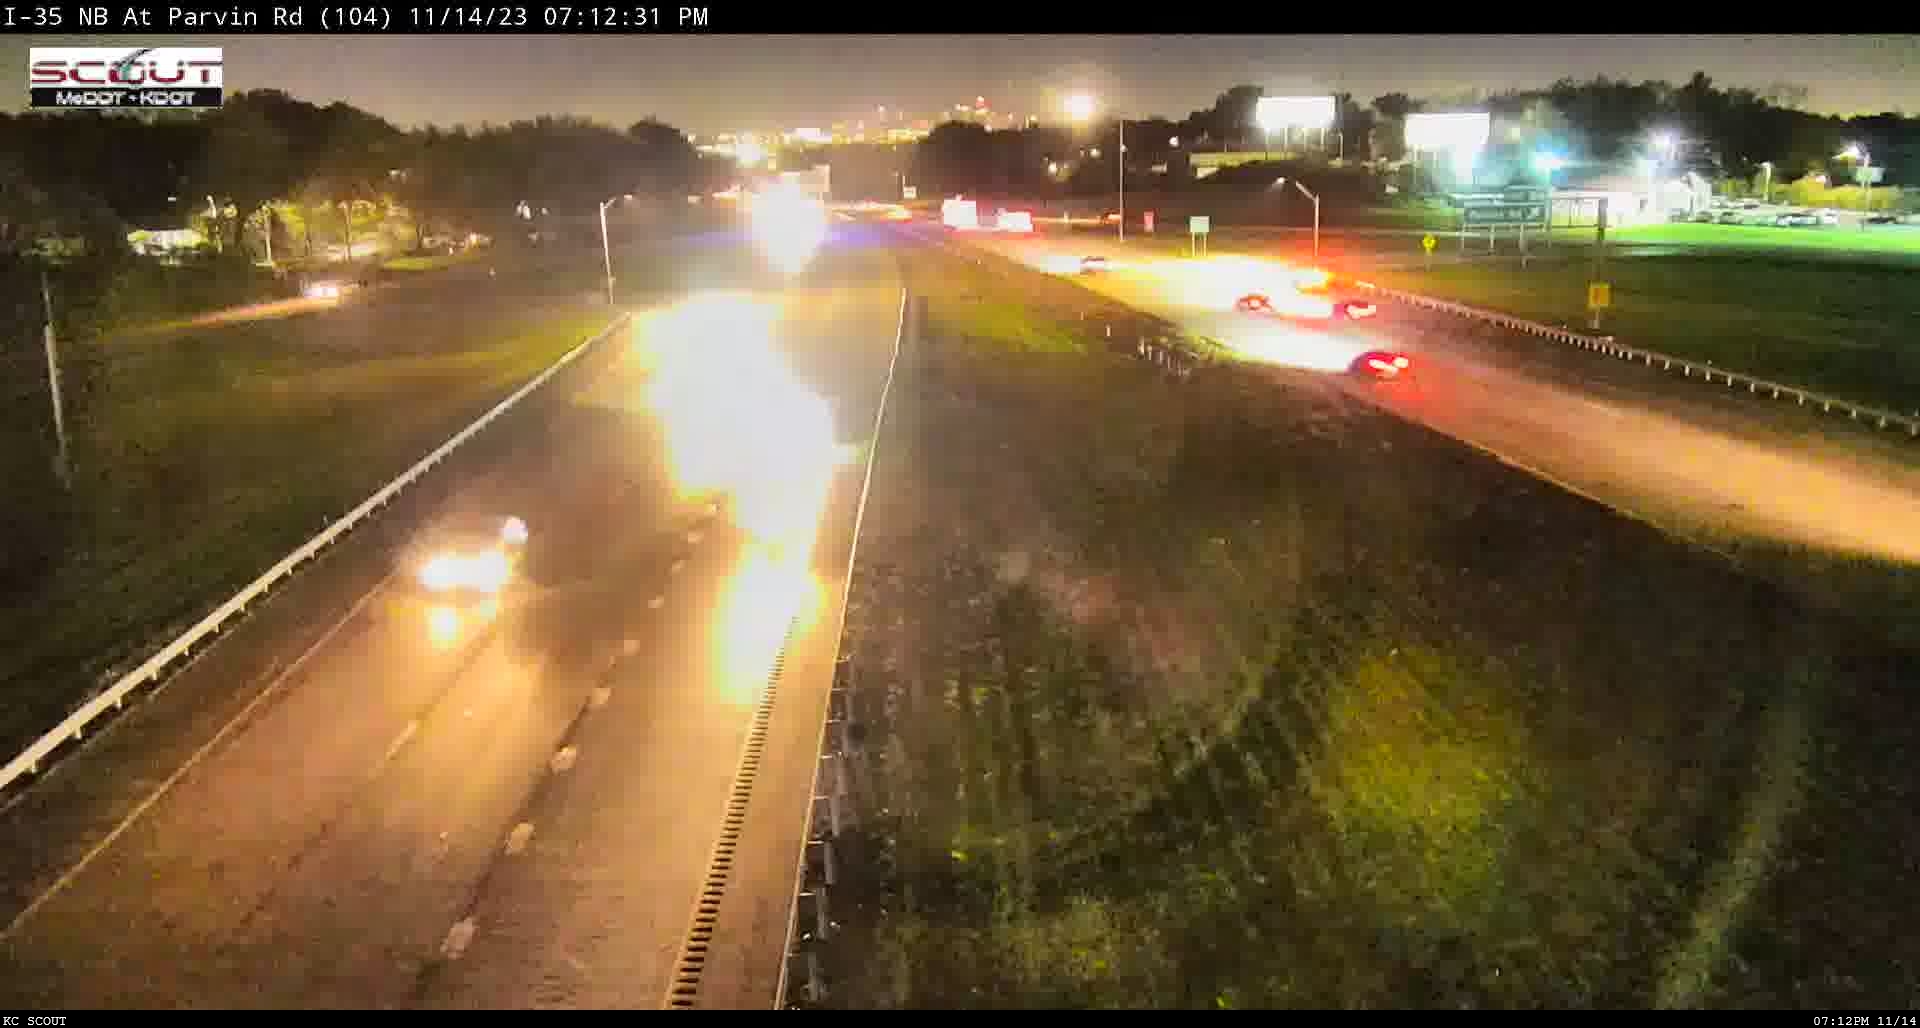 I-35 NB At Parvin Rd (104) 11/14/23 07:12:31 PM
SCOUT
MoDOT - KDOT
KC SCOUT
07:12PM 11/14